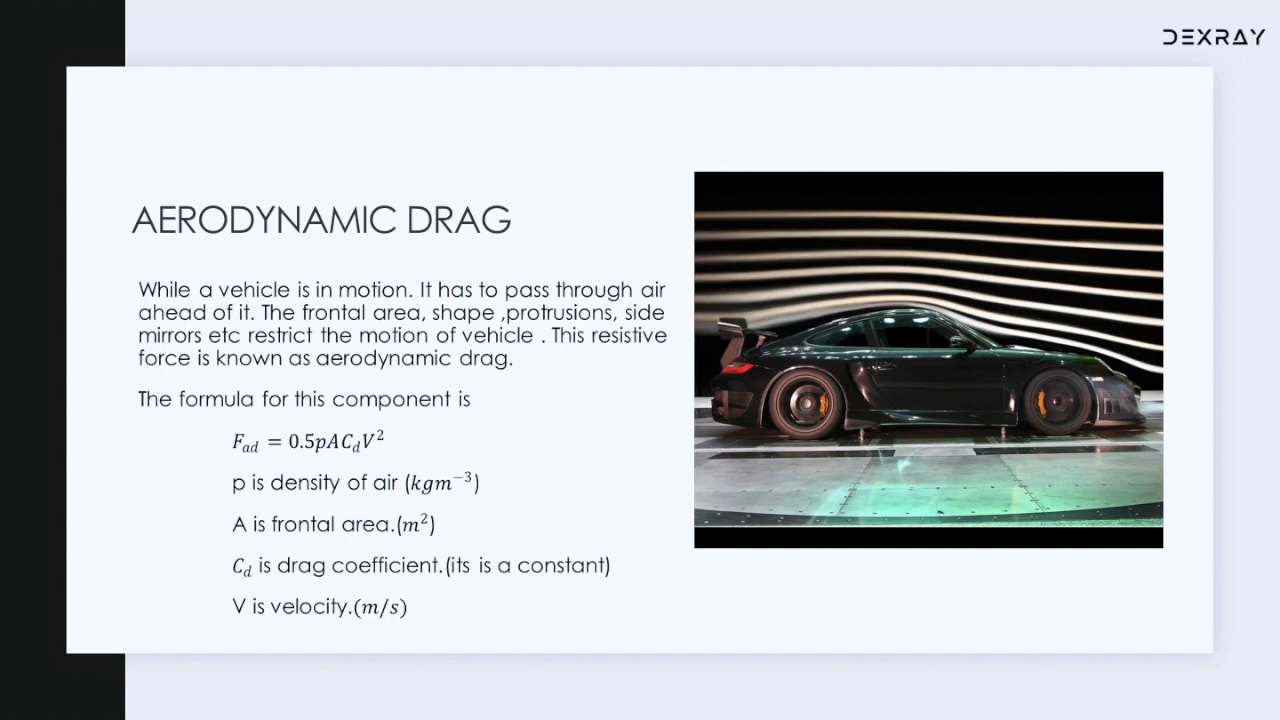 DEXRAY
AERODYNAMIC DRAG
While a vehicle is in motion. It has to pass through air
ahead of it. The frontal area, shape ,protrusions, side
mirrors etc restrict the motion of vehicle . This resistive
force is known as aerodynamic drag.
The formula for this component is
F_{ad} = 0.5pAC_dV^2
p is density of air (kgm^{-3})
A is frontal area.(m^2)
C_d is drag coefficient.(its is a constant)
V is velocity.(m/s)